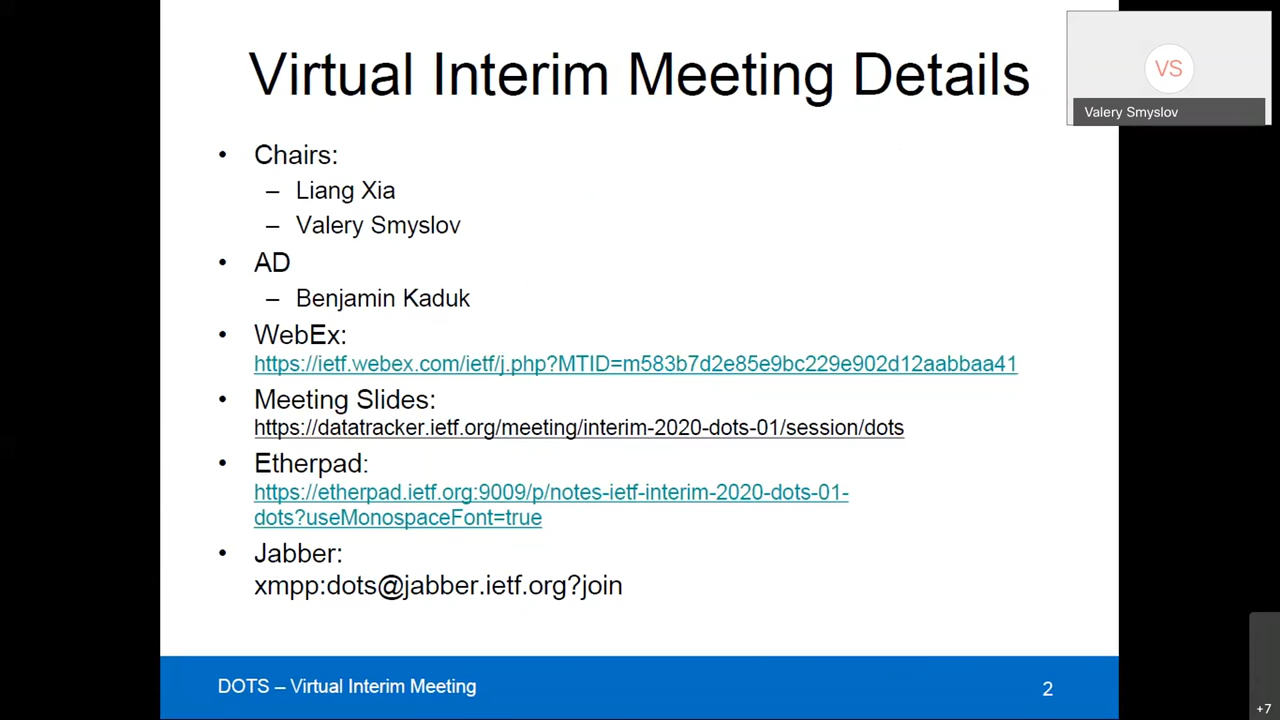 Virtual Interim Meeting Details
VS
Valery Smyslov
• Chairs:
– Liang Xia
– Valery Smyslov
• AD
– Benjamin Kaduk
• WebEx:
https://ietf.webex.com/ietf/j.php?MTID=m583b7d2e85e9bc229e902d12aabbaa41
• Meeting Slides:
https://datatracker.ietf.org/meeting/interim-2020-dots-01/session/dots
• Etherpad:
https://etherpad.ietf.org:9009/p/notes-ietf-interim-2020-dots-01-
dots?useMonospaceFont=true
• Jabber:
xmpp:dots@jabber.ietf.org?join
DOTS – Virtual Interim Meeting
2
+7